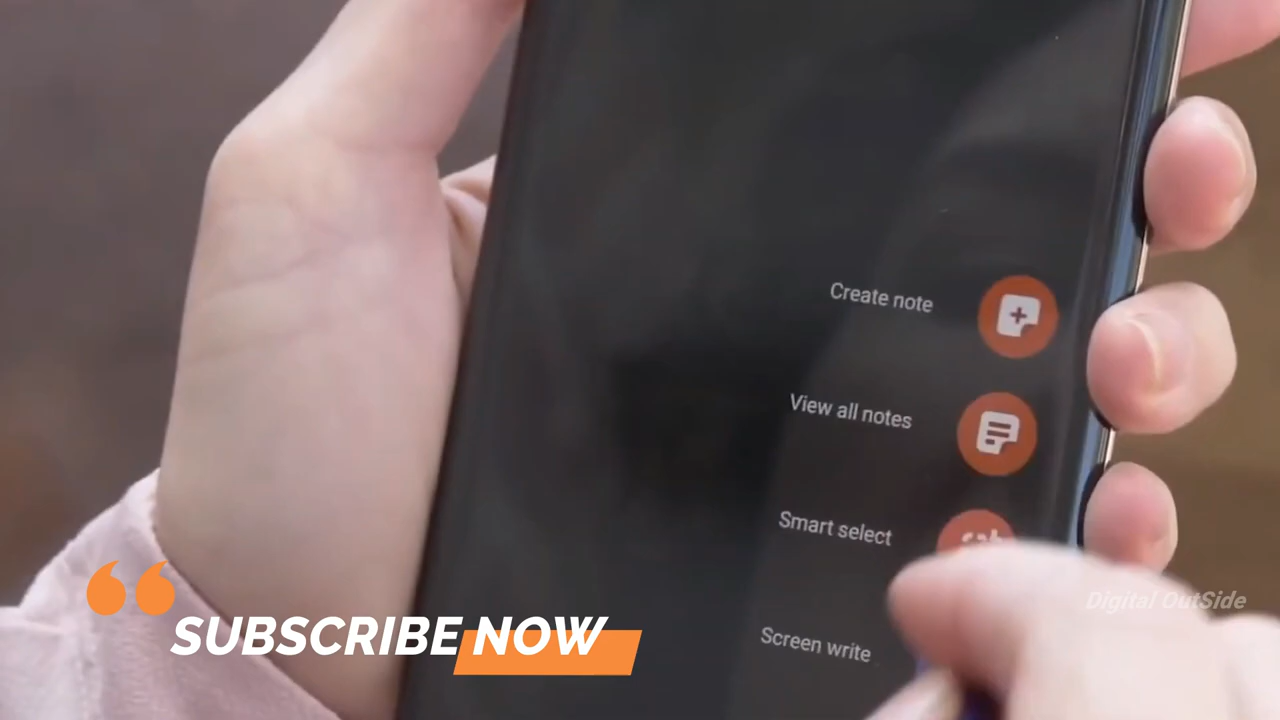 Create note
View all notes
Smart select
Screen write
Digital OutSide
SUBSCRIBE NOW